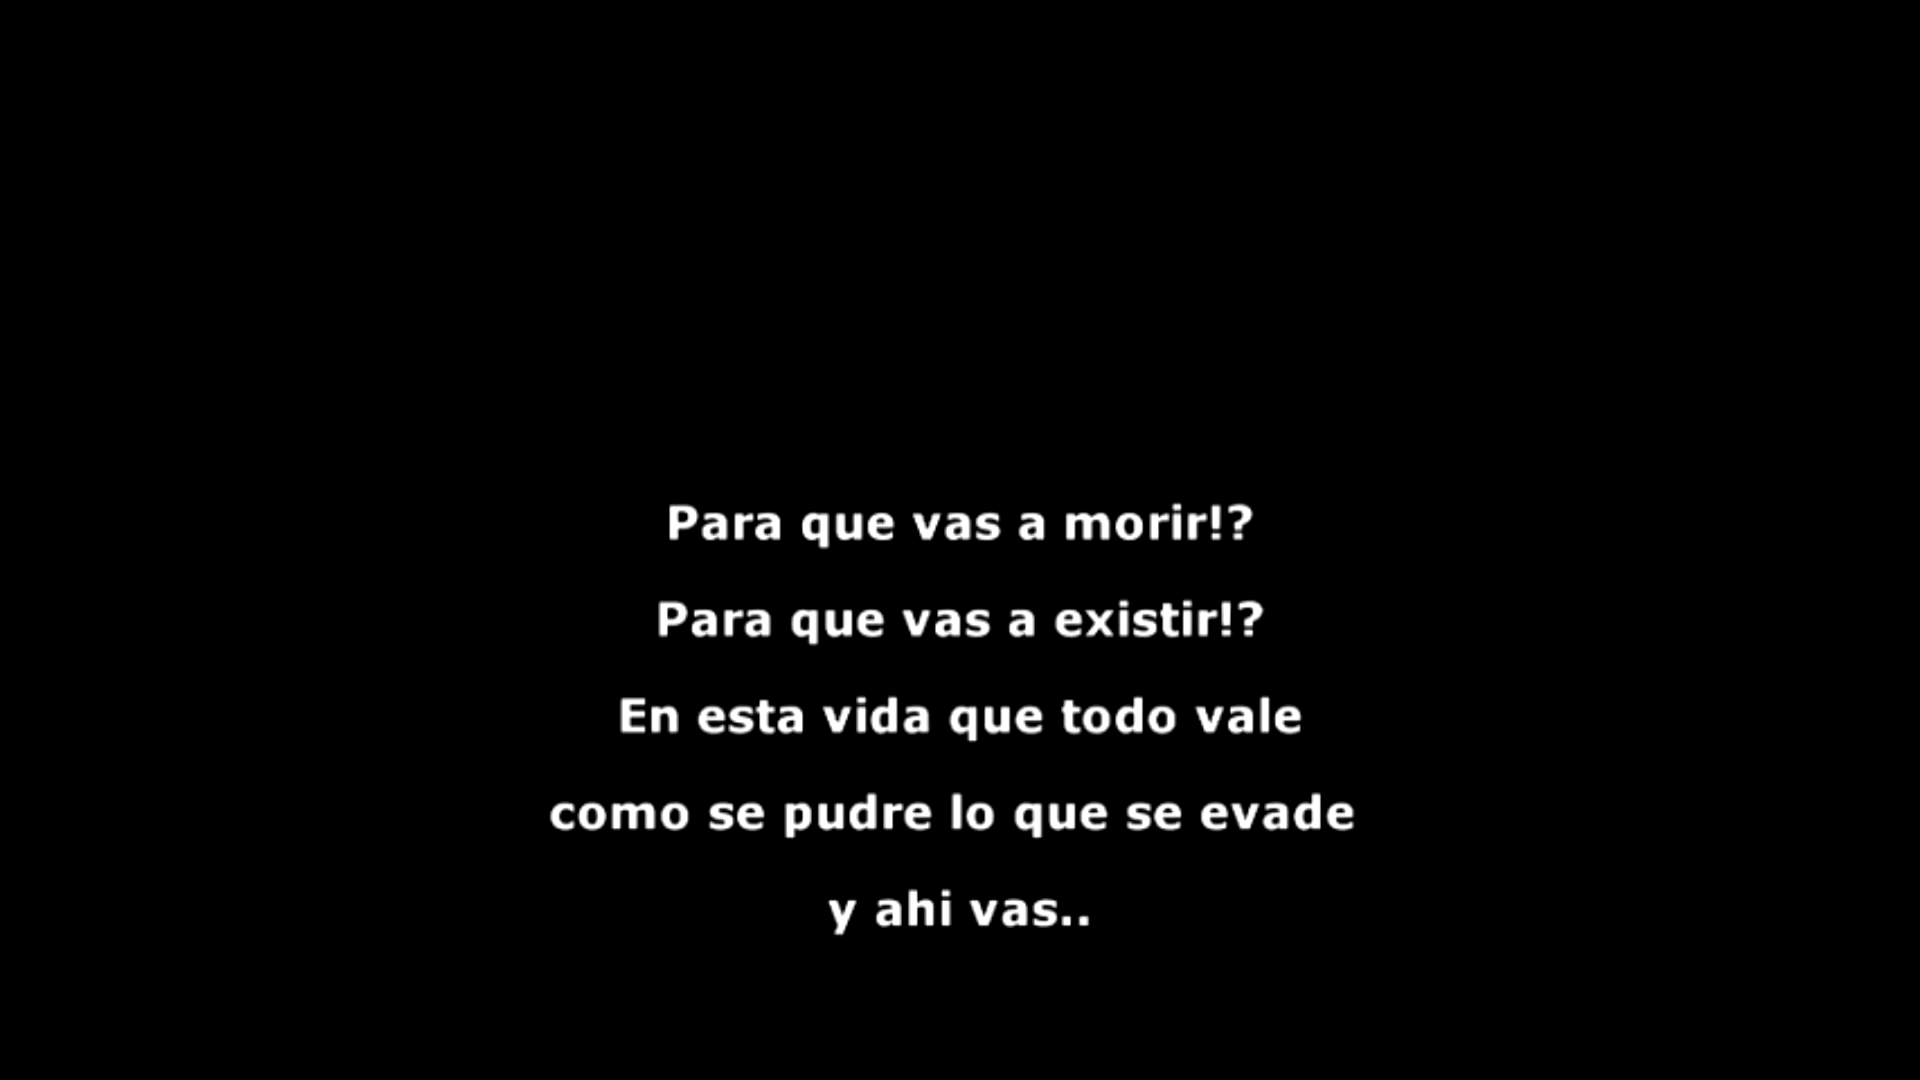 Para que vas a morir!?
Para que vas a existir!?
En esta vida que todo vale
como se pudre lo que se evade
y ahi vas..